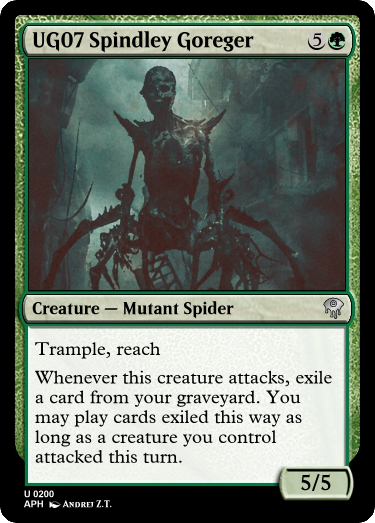 UG07 Spindley Goreger 5
Creature — Mutant Spider
Trample, reach
Whenever this creature attacks, exile
a card from your graveyard. You
may play cards exiled this way as
long as a creature you control
attacked this turn.
5/5
U 0200
APH Andrej Z.T.